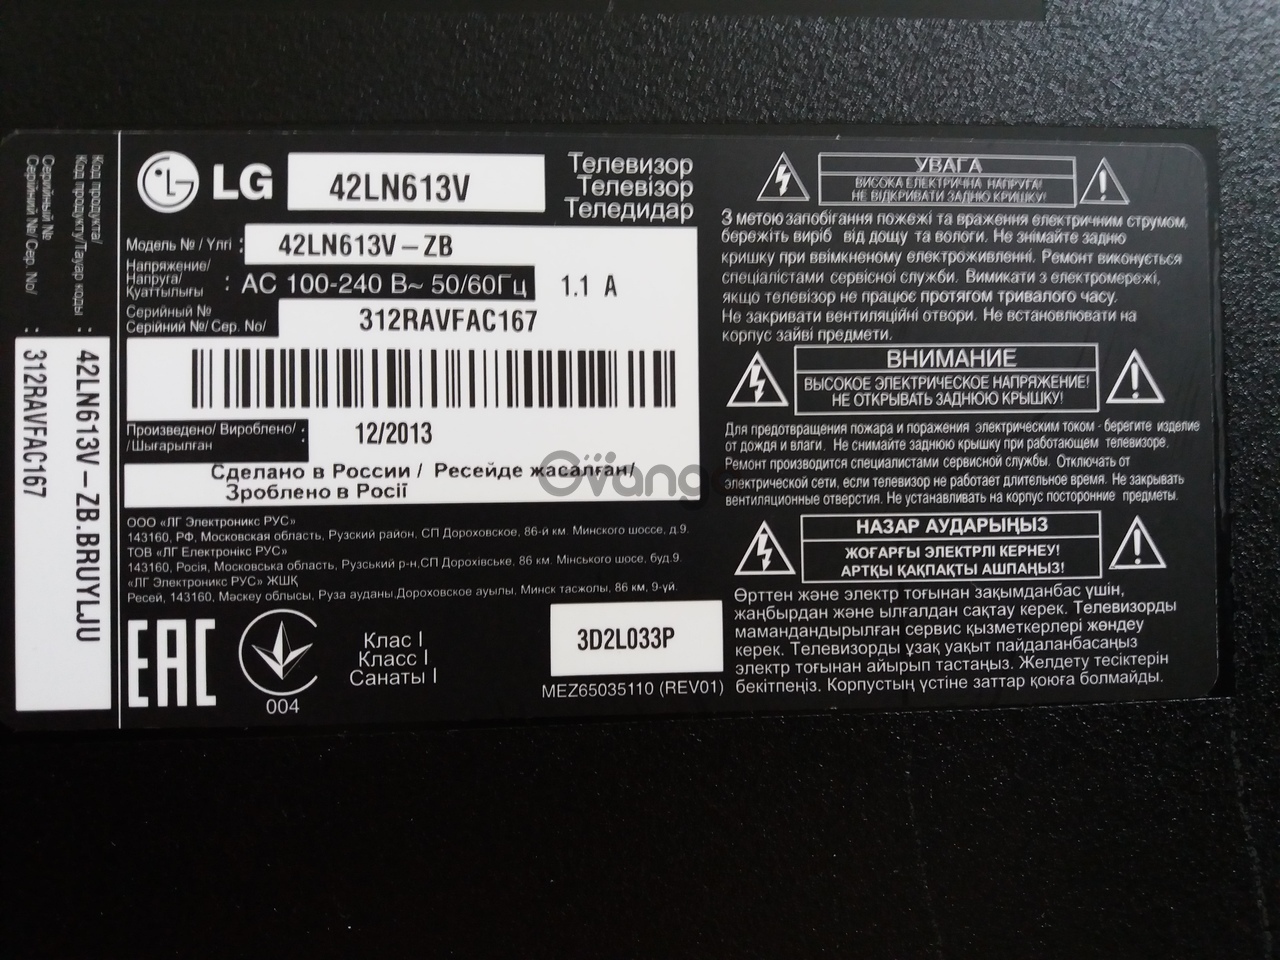 Код продукта/
Код продукту/Тауар коды :
42LN613V-ZB.BRUYLJU
Серийный №
Серійний №/Сер. No/ :
312RAVFAC167
LG
42LN613V
Телевизор
Телевізор
Теледидар
Модель № / Үлгі :
42LN613V-ZB
Напряжение/
Напруга/
Қуаттылығы :
AC 100-240 В~ 50/60Гц
1.1 A
Серийный №
Серійний №/ Сер. No/
312RAVFAC167
Произведено/ Вироблено/
/Шығарылған :
12/2013
Сделано в России / Ресейде жасалған/
Зроблено в Росії
ООО «ЛГ Электроникс РУС»
143160, РФ, Московская область, Рузский район, СП Дороховское, 86-й км. Минского шоссе, д.9.
ТОВ «ЛГ Електронікс РУС»
143160, Росія, Московська область, Рузський р-н,СП Дорохівське, 86 км. Мінського шосе, буд.9.
«ЛГ Электроникс РУС» ЖШҚ
Ресей, 143160, Мәскеу облысы, Руза ауданы,Дороховское ауылы, Минск тасжолы, 86 км, 9-үй.
EAC
004
Клас I
Класс I
Санаты I
3D2L033P
MEZ65035110 (REV01)
УВАГА
ВИСОКА ЕЛЕКТРИЧНА НАПРУГА!
НЕ ВІДКРИВАТИ ЗАДНЮ КРИШКУ!
З метою запобігання пожежі та враження електричним струмом,
бережіть виріб від дощу та вологи. Не знімайте задню
кришку при ввімкненому електроживленні. Ремонт виконується
спеціалістами сервісної служби. Вимикати з електромережі,
якщо телевізор не працює протягом тривалого часу.
Не закривати вентиляційні отвори. Не встановлювати на
корпус зайві предмети.
ВНИМАНИЕ
ВЫСОКОЕ ЭЛЕКТРИЧЕСКОЕ НАПРЯЖЕНИЕ!
НЕ ОТКРЫВАТЬ ЗАДНЮЮ КРЫШКУ!
Для предотвращения пожара и поражения электрическим током - берегите изделие
от дождя и влаги. Не снимайте заднюю крышку при работающем телевизоре.
Ремонт производится специалистами сервисной службы. Отключать от
электрической сети, если телевизор не работает длительное время. Не закрывать
вентиляционные отверстия. Не устанавливать на корпус посторонние предметы.
НАЗАР АУДАРЫҢЫЗ
ЖОҒАРҒЫ ЭЛЕКТРЛІ КЕРНЕУ!
АРТҚЫ ҚАКПАҚТЫ АШПАҢЫЗ!
Өрттен және электр тоғынан зақымданбас үшін,
жаңбырдан және ылғалдан сақтау керек. Телевизорды
мамандандырылған сервис қызметкерлері жөндеу
керек. Телевизорды ұзақ уақыт пайдаланбасаңыз
электр тоғынан айырып тастаңыз. Желдету тесіктерін
бекітпеңіз. Корпустың үстіне заттар қоюға болмайды.